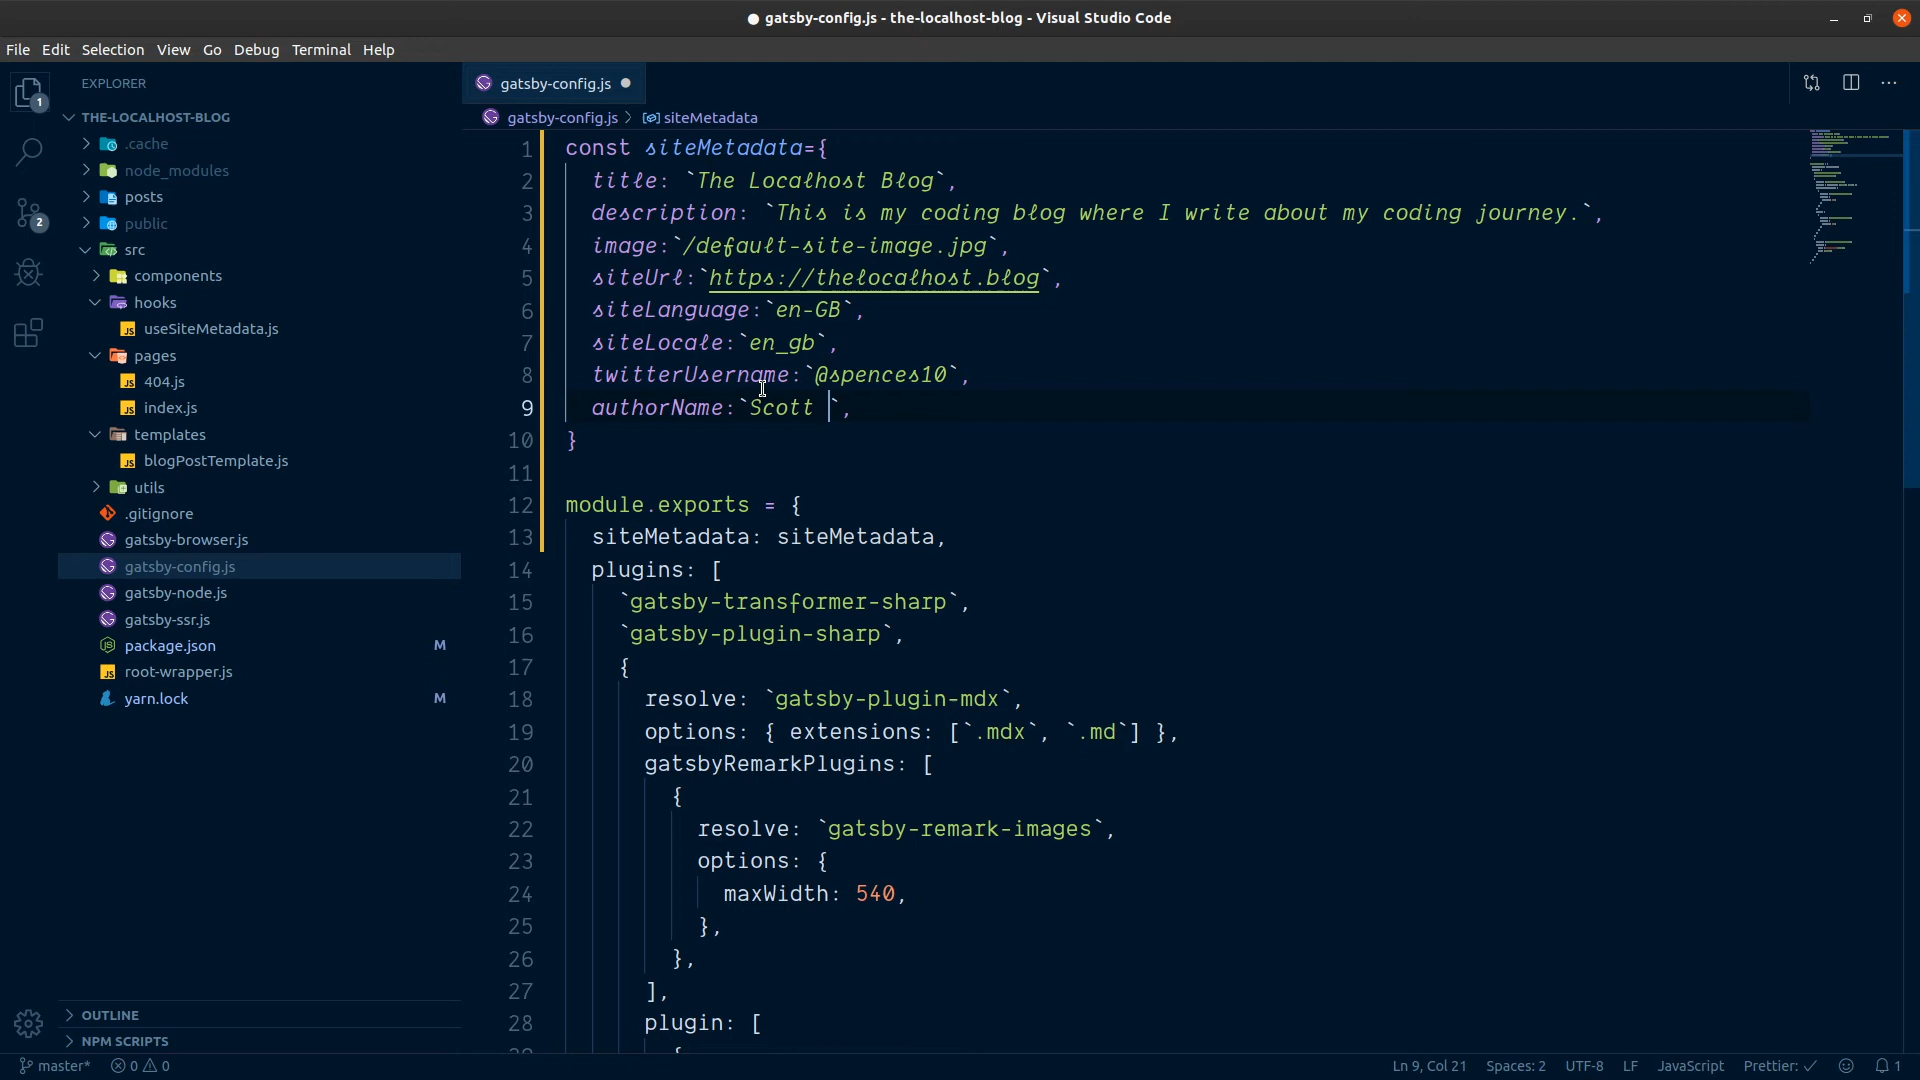 gatsby-config.js - the-localhost-blog - Visual Studio Code
File Edit Selection View Go Debug Terminal Help
1
2
EXPLORER
THE-LOCALHOST-BLOG
.cache
node_modules
posts
public
src
components
hooks
useSiteMetadata.js
pages
404.js
index.js
templates
blogPostTemplate.js
utils
.gitignore
gatsby-browser.js
gatsby-config.js
gatsby-node.js
gatsby-ssr.js
package.json M
root-wrapper.js
yarn.lock M
OUTLINE
NPM SCRIPTS
gatsby-config.js
gatsby-config.js > siteMetadata
1 const siteMetadata={
2 title: `The Localhost Blog`,
3 description: `This is my coding blog where I write about my coding journey.`,
4 image:`/default-site-image.jpg`,
5 siteUrl:`https://thelocalhost.blog`,
6 siteLanguage:`en-GB`,
7 siteLocale:`en_gb`,
8 twitterUsername:`@spences10`,
9 authorName:`Scott `,
10 }
11
12 module.exports = {
13 siteMetadata: siteMetadata,
14 plugins: [
15 `gatsby-transformer-sharp`,
16 `gatsby-plugin-sharp`,
17 {
18 resolve: `gatsby-plugin-mdx`,
19 options: { extensions: [`.mdx`, `.md`] },
20 gatsbyRemarkPlugins: [
21 {
22 resolve: `gatsby-remark-images`,
23 options: {
24 maxWidth: 540,
25 },
26 },
27 ],
28 plugin: [
master* 0 0 Ln 9, Col 21 Spaces: 2 UTF-8 LF JavaScript Prettier: ✓ 1